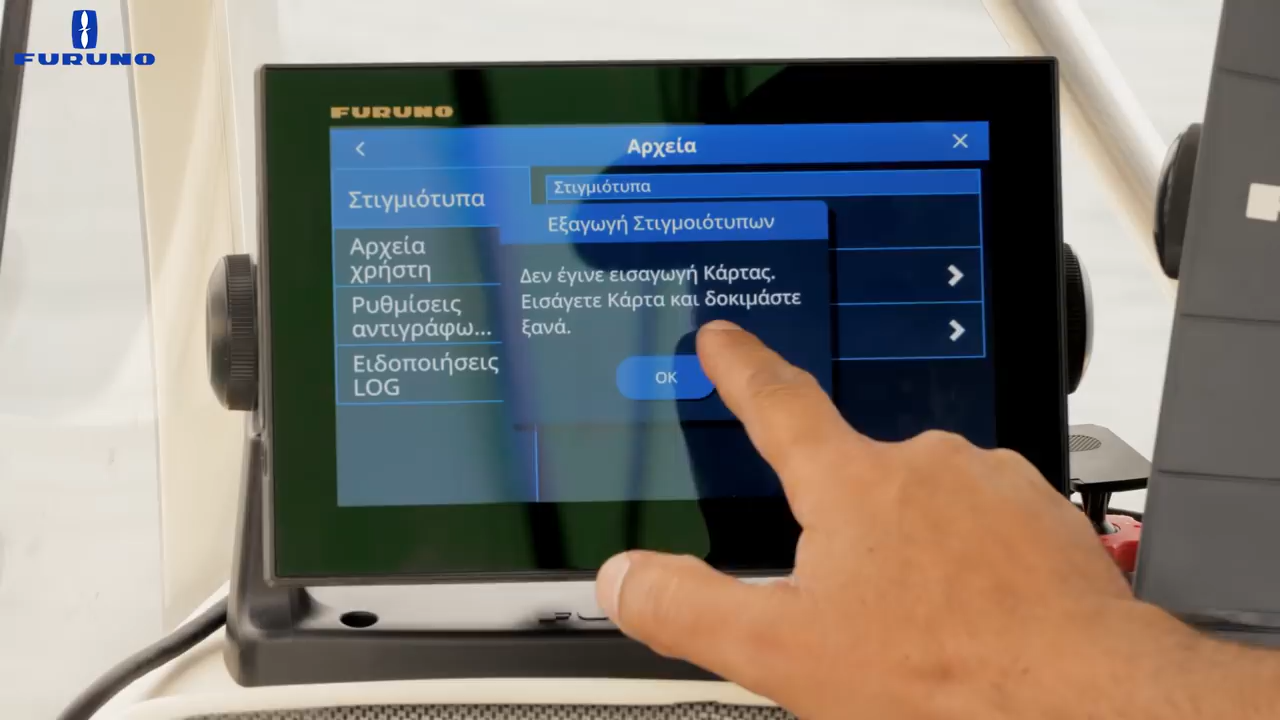 FURUNO
FURUNO
Αρχεία
Στιγμιότυπα
Στιγμιότυπα
Εξαγωγή Στιγμοιότυπων
Αρχεία
χρήστη
Δεν έγινε εισαγωγή Κάρτας.
Εισάγετε Κάρτα και δοκιμάστε
ξανά.
Ρυθμίσεις
αντιγράφω...
Ειδοποιήσεις
LOG
OK